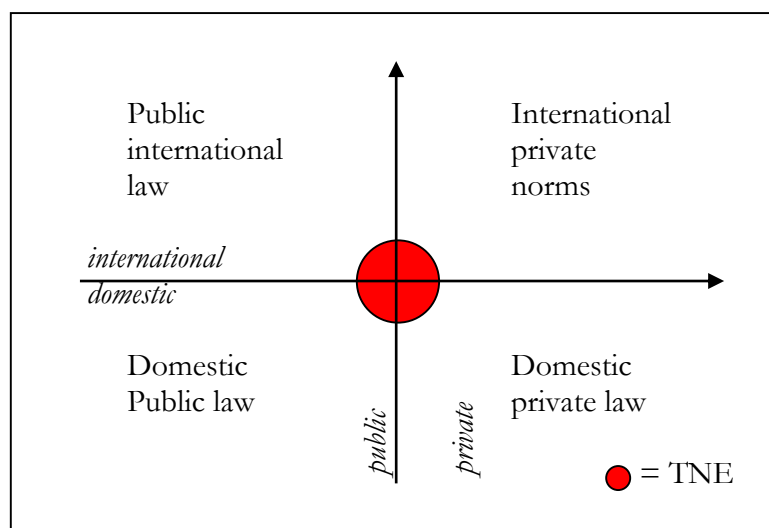 Public
international
law
International
private
norms
international
domestic
Domestic
Public law
Domestic
private law
public
private
= TNE